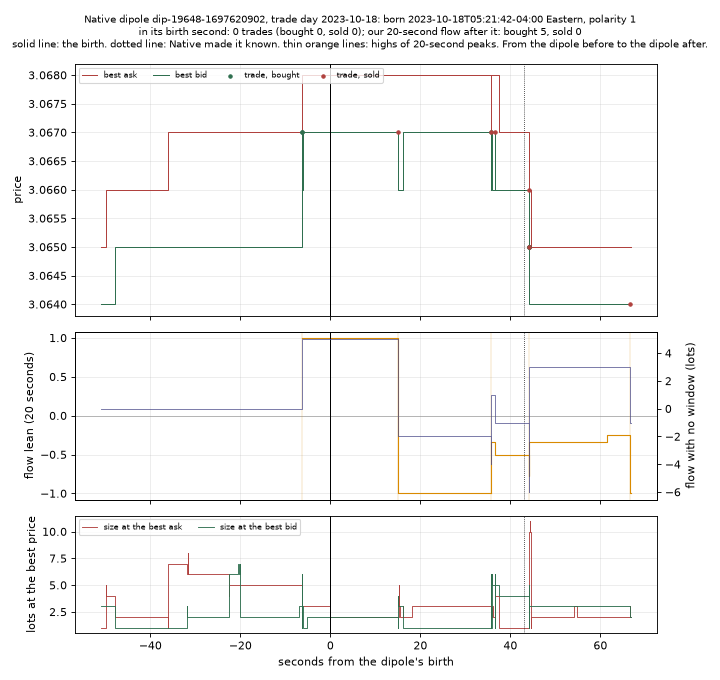 Native dipole dip-19648-1697620902, trade day 2023-10-18: born 2023-10-18T05:21:42-04:00 Eastern, polarity 1
in its birth second: 0 trades (bought 0, sold 0); our 20-second flow after it: bought 5, sold 0
solid line: the birth. dotted line: Native made it known. thin orange lines: highs of 20-second peaks. From the dipole before to the dipole after.
best ask best bid trade, bought trade, sold
3.0680
3.0675
3.0670
3.0665
3.0660
3.0655
3.0650
3.0645
3.0640
price
1.0
0.5
0.0
−0.5
−1.0
flow lean (20 seconds)
4
2
0
−2
−4
−6
flow with no window (lots)
size at the best ask size at the best bid
10.0
7.5
5.0
2.5
lots at the best price
−40 −20 0 20 40 60
seconds from the dipole's birth